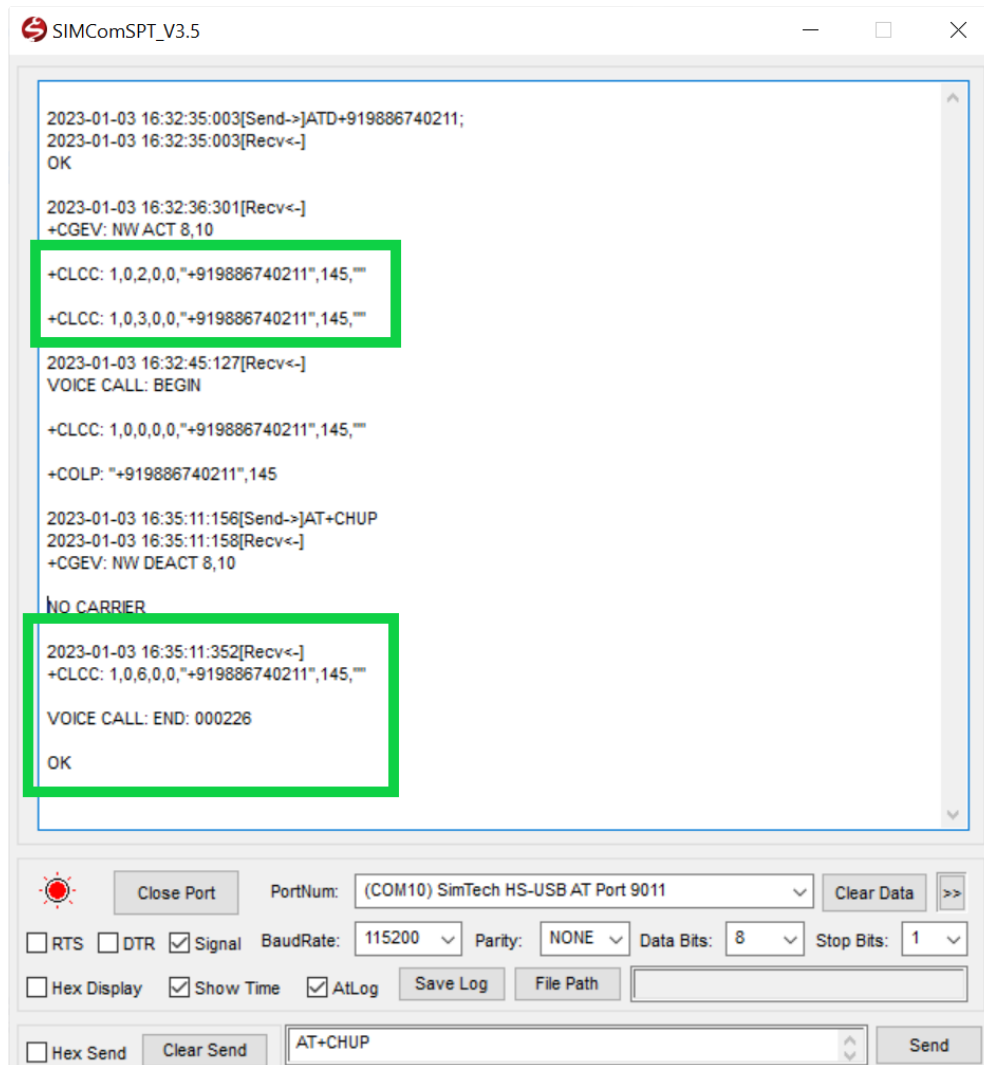 SIMComSPT_V3.5
2023-01-03 16:32:35:003[Send->]ATD+919886740211;
2023-01-03 16:32:35:003[Recv<-]
OK
2023-01-03 16:32:36:301[Recv<-]
+CGEV: NW ACT 8,10
+CLCC: 1,0,2,0,0,"+919886740211",145,""
+CLCC: 1,0,3,0,0,"+919886740211",145,""
2023-01-03 16:32:45:127[Recv<-]
VOICE CALL: BEGIN
+CLCC: 1,0,0,0,0,"+919886740211",145,""
+COLP: "+919886740211",145
2023-01-03 16:35:11:156[Send->]AT+CHUP
2023-01-03 16:35:11:158[Recv<-]
+CGEV: NW DEACT 8,10
NO CARRIER
2023-01-03 16:35:11:352[Recv<-]
+CLCC: 1,0,6,0,0,"+919886740211",145,""
VOICE CALL: END: 000226
OK
Close Port PortNum: (COM10) SimTech HS-USB AT Port 9011 Clear Data >>
RTS DTR Signal BaudRate: 115200 Parity: NONE Data Bits: 8 Stop Bits: 1
Hex Display Show Time AtLog Save Log File Path
Hex Send Clear Send AT+CHUP Send